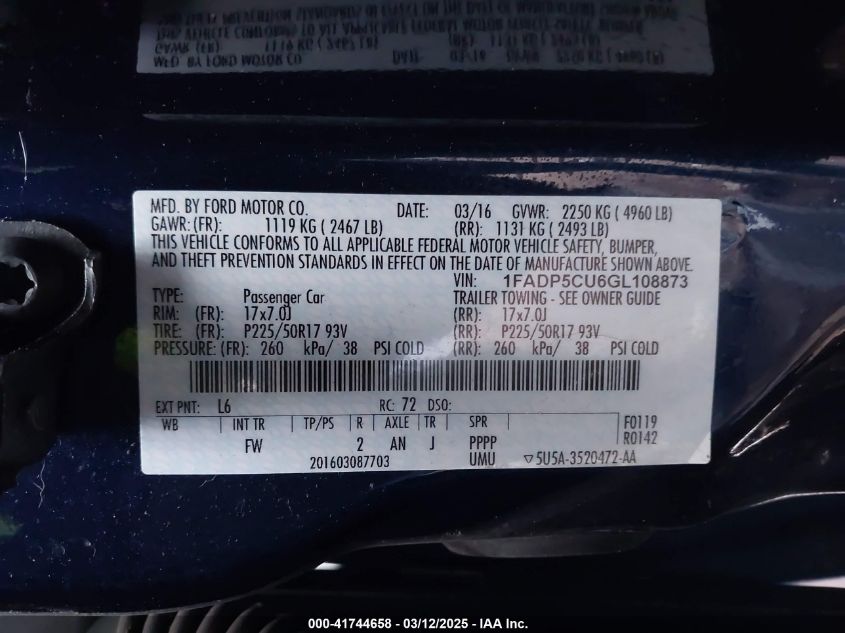 MFD. BY FORD MOTOR CO. DATE: 03/16 GVWR: 2250 KG ( 4960 LB)
GAWR: (FR): 1119 KG ( 2467 LB) (RR): 1131 KG ( 2493 LB)
THIS VEHICLE CONFORMS TO ALL APPLICABLE FEDERAL MOTOR VEHICLE SAFETY, BUMPER,
AND THEFT PREVENTION STANDARDS IN EFFECT ON THE DATE OF MANUFACTURE SHOWN ABOVE.
VIN: 1FADP5CU6GL108873
TYPE: Passenger Car TRAILER TOWING - SEE OWNER GUIDE
RIM: (FR): 17x7.0J (RR): 17x7.0J
TIRE: (FR): P225/50R17 93V (RR): P225/50R17 93V
PRESSURE: (FR): 260 kPa/ 38 PSI COLD (RR): 260 kPa/ 38 PSI COLD
EXT PNT: L6 RC: 72 DSO:
WB INT TR TP/PS R AXLE TR SPR F0119
FW 2 AN J PPPP R0142
201603087703 UMU ▽5U5A-3520472-AA
000-41744658 - 03/12/2025 - IAA Inc.